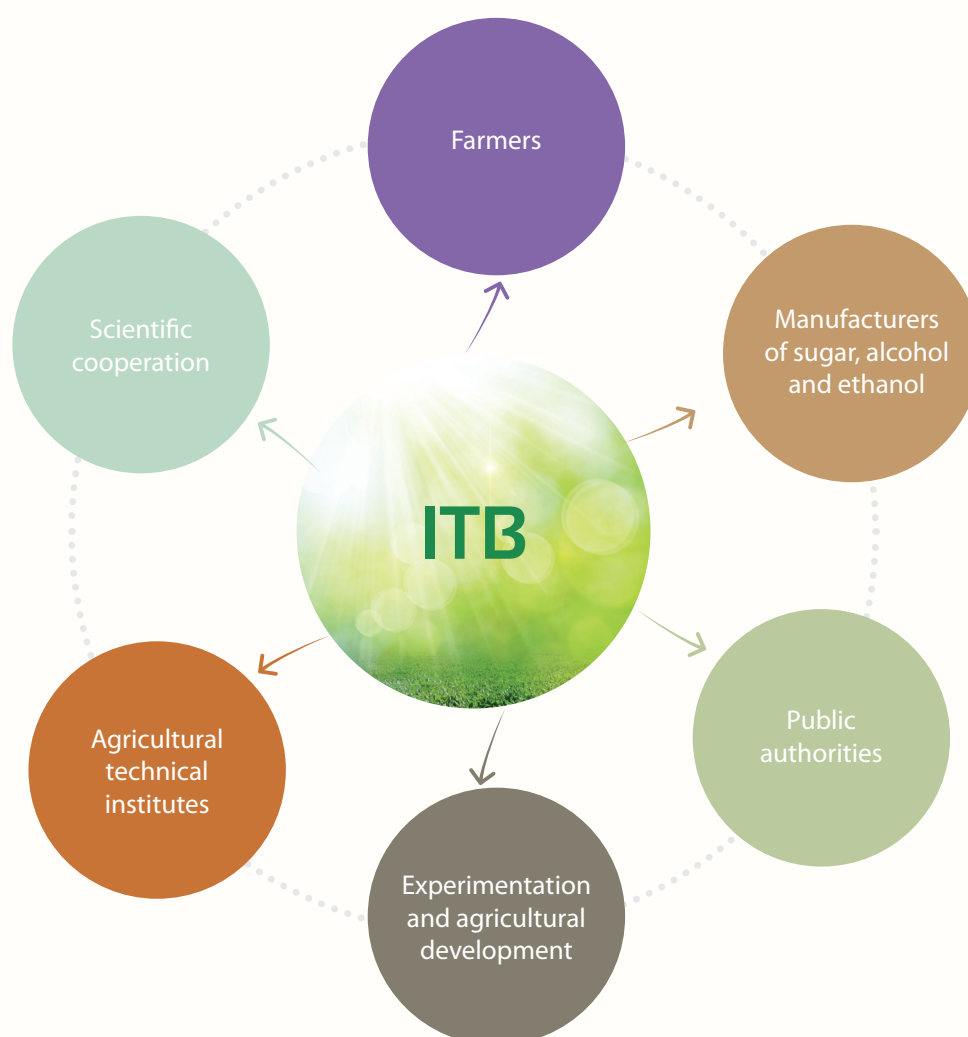 Farmers
Manufacturers
of sugar, alcohol
and ethanol
Scientific
cooperation
ITB
Public
authorities
Agricultural
technical
institutes
Experimentation
and agricultural
development